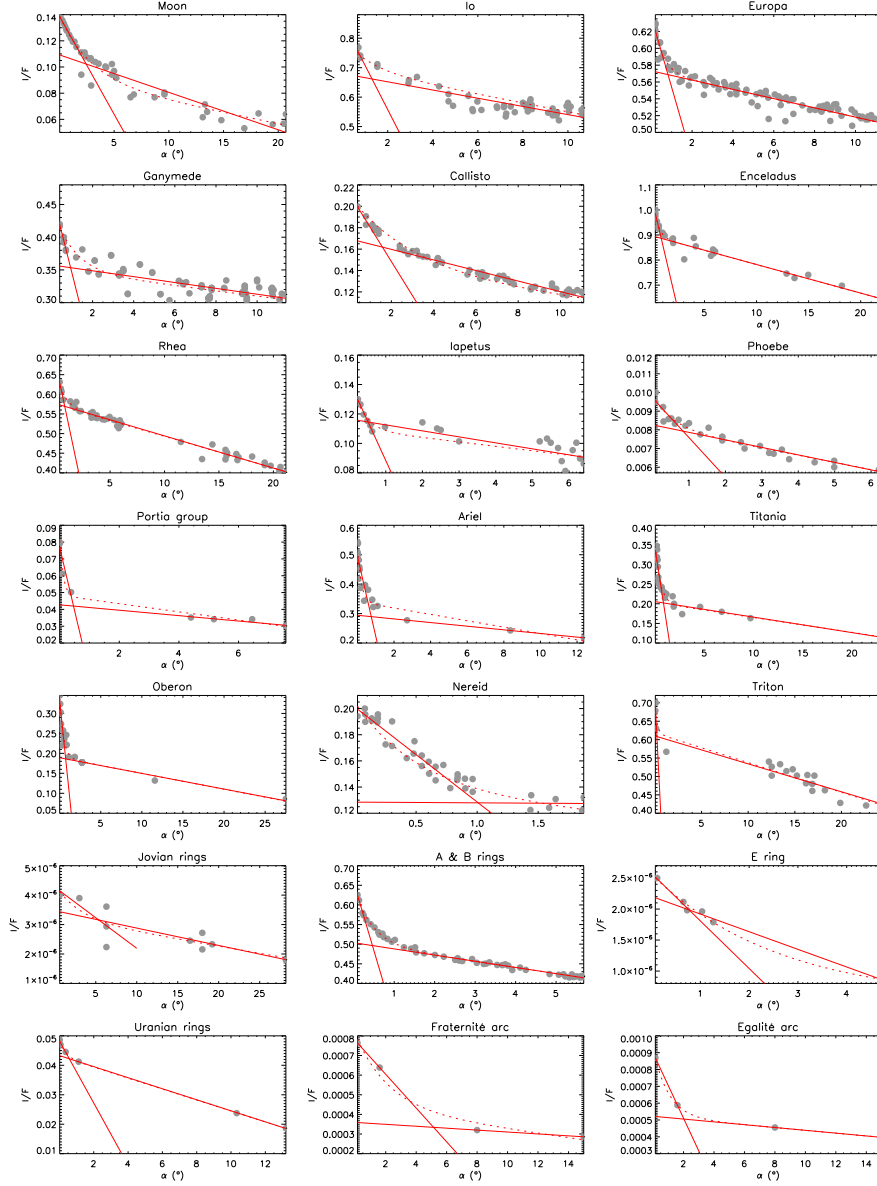 Moon
I/F
0.14
0.12
0.10
0.08
0.06
5 10 15 20
α (°)
Io
I/F
0.8
0.7
0.6
0.5
2 4 6 8 10
α (°)
Europa
I/F
0.62
0.60
0.58
0.56
0.54
0.52
0.50
2 4 6 8 10
α (°)
Ganymede
I/F
0.45
0.40
0.35
0.30
2 4 6 8 10
α (°)
Callisto
I/F
0.22
0.20
0.18
0.16
0.14
0.12
2 4 6 8 10
α (°)
Enceladus
I/F
1.1
1.0
0.9
0.8
0.7
5 10 15 20
α (°)
Rhea
I/F
0.70
0.65
0.60
0.55
0.50
0.45
0.40
5 10 15 20
α (°)
Iapetus
I/F
0.16
0.14
0.12
0.10
0.08
1 2 3 4 5 6
α (°)
Phoebe
I/F
0.012
0.011
0.010
0.009
0.008
0.007
0.006
2 4 6
α (°)
Portia group
I/F
0.09
0.08
0.07
0.06
0.05
0.04
0.03
0.02
2 4 6
α (°)
Ariel
I/F
0.6
0.5
0.4
0.3
0.2
2 4 6 8 10 12
α (°)
Titania
I/F
0.40
0.35
0.30
0.25
0.20
0.15
0.10
5 10 15 20
α (°)
Oberon
I/F
0.30
0.25
0.20
0.15
0.10
0.05
5 10 15 20 25
α (°)
Nereid
I/F
0.20
0.18
0.16
0.14
0.12
0.5 1.0 1.5
α (°)
Triton
I/F
0.70
0.65
0.60
0.55
0.50
0.45
0.40
5 10 15 20
α (°)
Jovian rings
I/F
5×10⁻⁶
4×10⁻⁶
3×10⁻⁶
2×10⁻⁶
1×10⁻⁶
5 10 15 20 25
α (°)
A & B rings
I/F
0.70
0.65
0.60
0.55
0.50
0.45
0.40
1 2 3 4 5
α (°)
E ring
I/F
2.5×10⁻⁶
2.0×10⁻⁶
1.5×10⁻⁶
1.0×10⁻⁶
1 2 3 4
α (°)
Uranian rings
I/F
0.05
0.04
0.03
0.02
0.01
2 4 6 8 10 12
α (°)
Fraternité arc
I/F
0.0008
0.0007
0.0006
0.0005
0.0004
0.0003
0.0002
2 4 6 8 10 12 14
α (°)
Egalité arc
I/F
0.0010
0.0009
0.0008
0.0007
0.0006
0.0005
0.0004
0.0003
2 4 6 8 10 12 14
α (°)